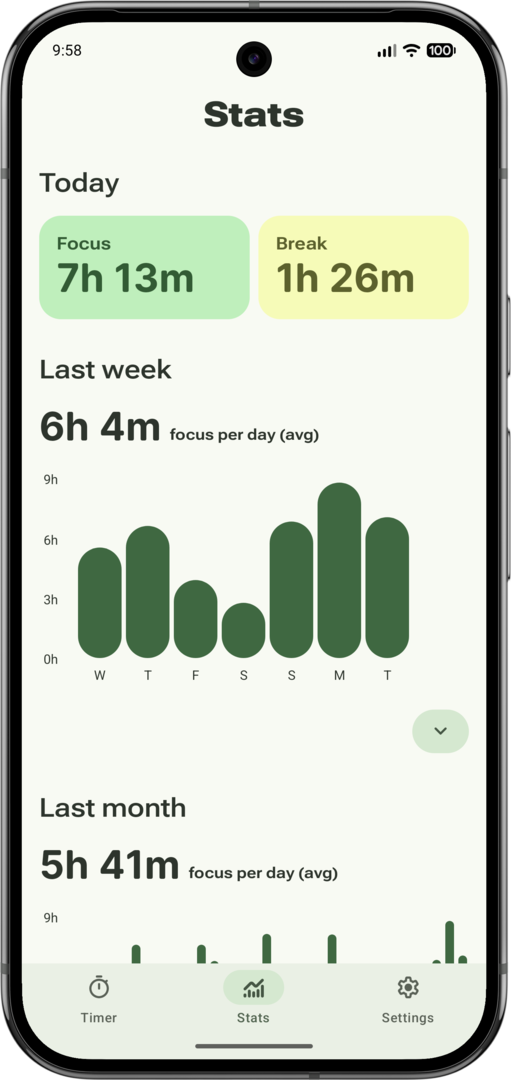 9:58
100
Stats
Today
Focus
7h 13m
Break
1h 26m
Last week
6h 4m focus per day (avg)
9h
6h
3h
0h
W T F S S M T
Last month
5h 41m focus per day (avg)
9h
Timer Stats Settings